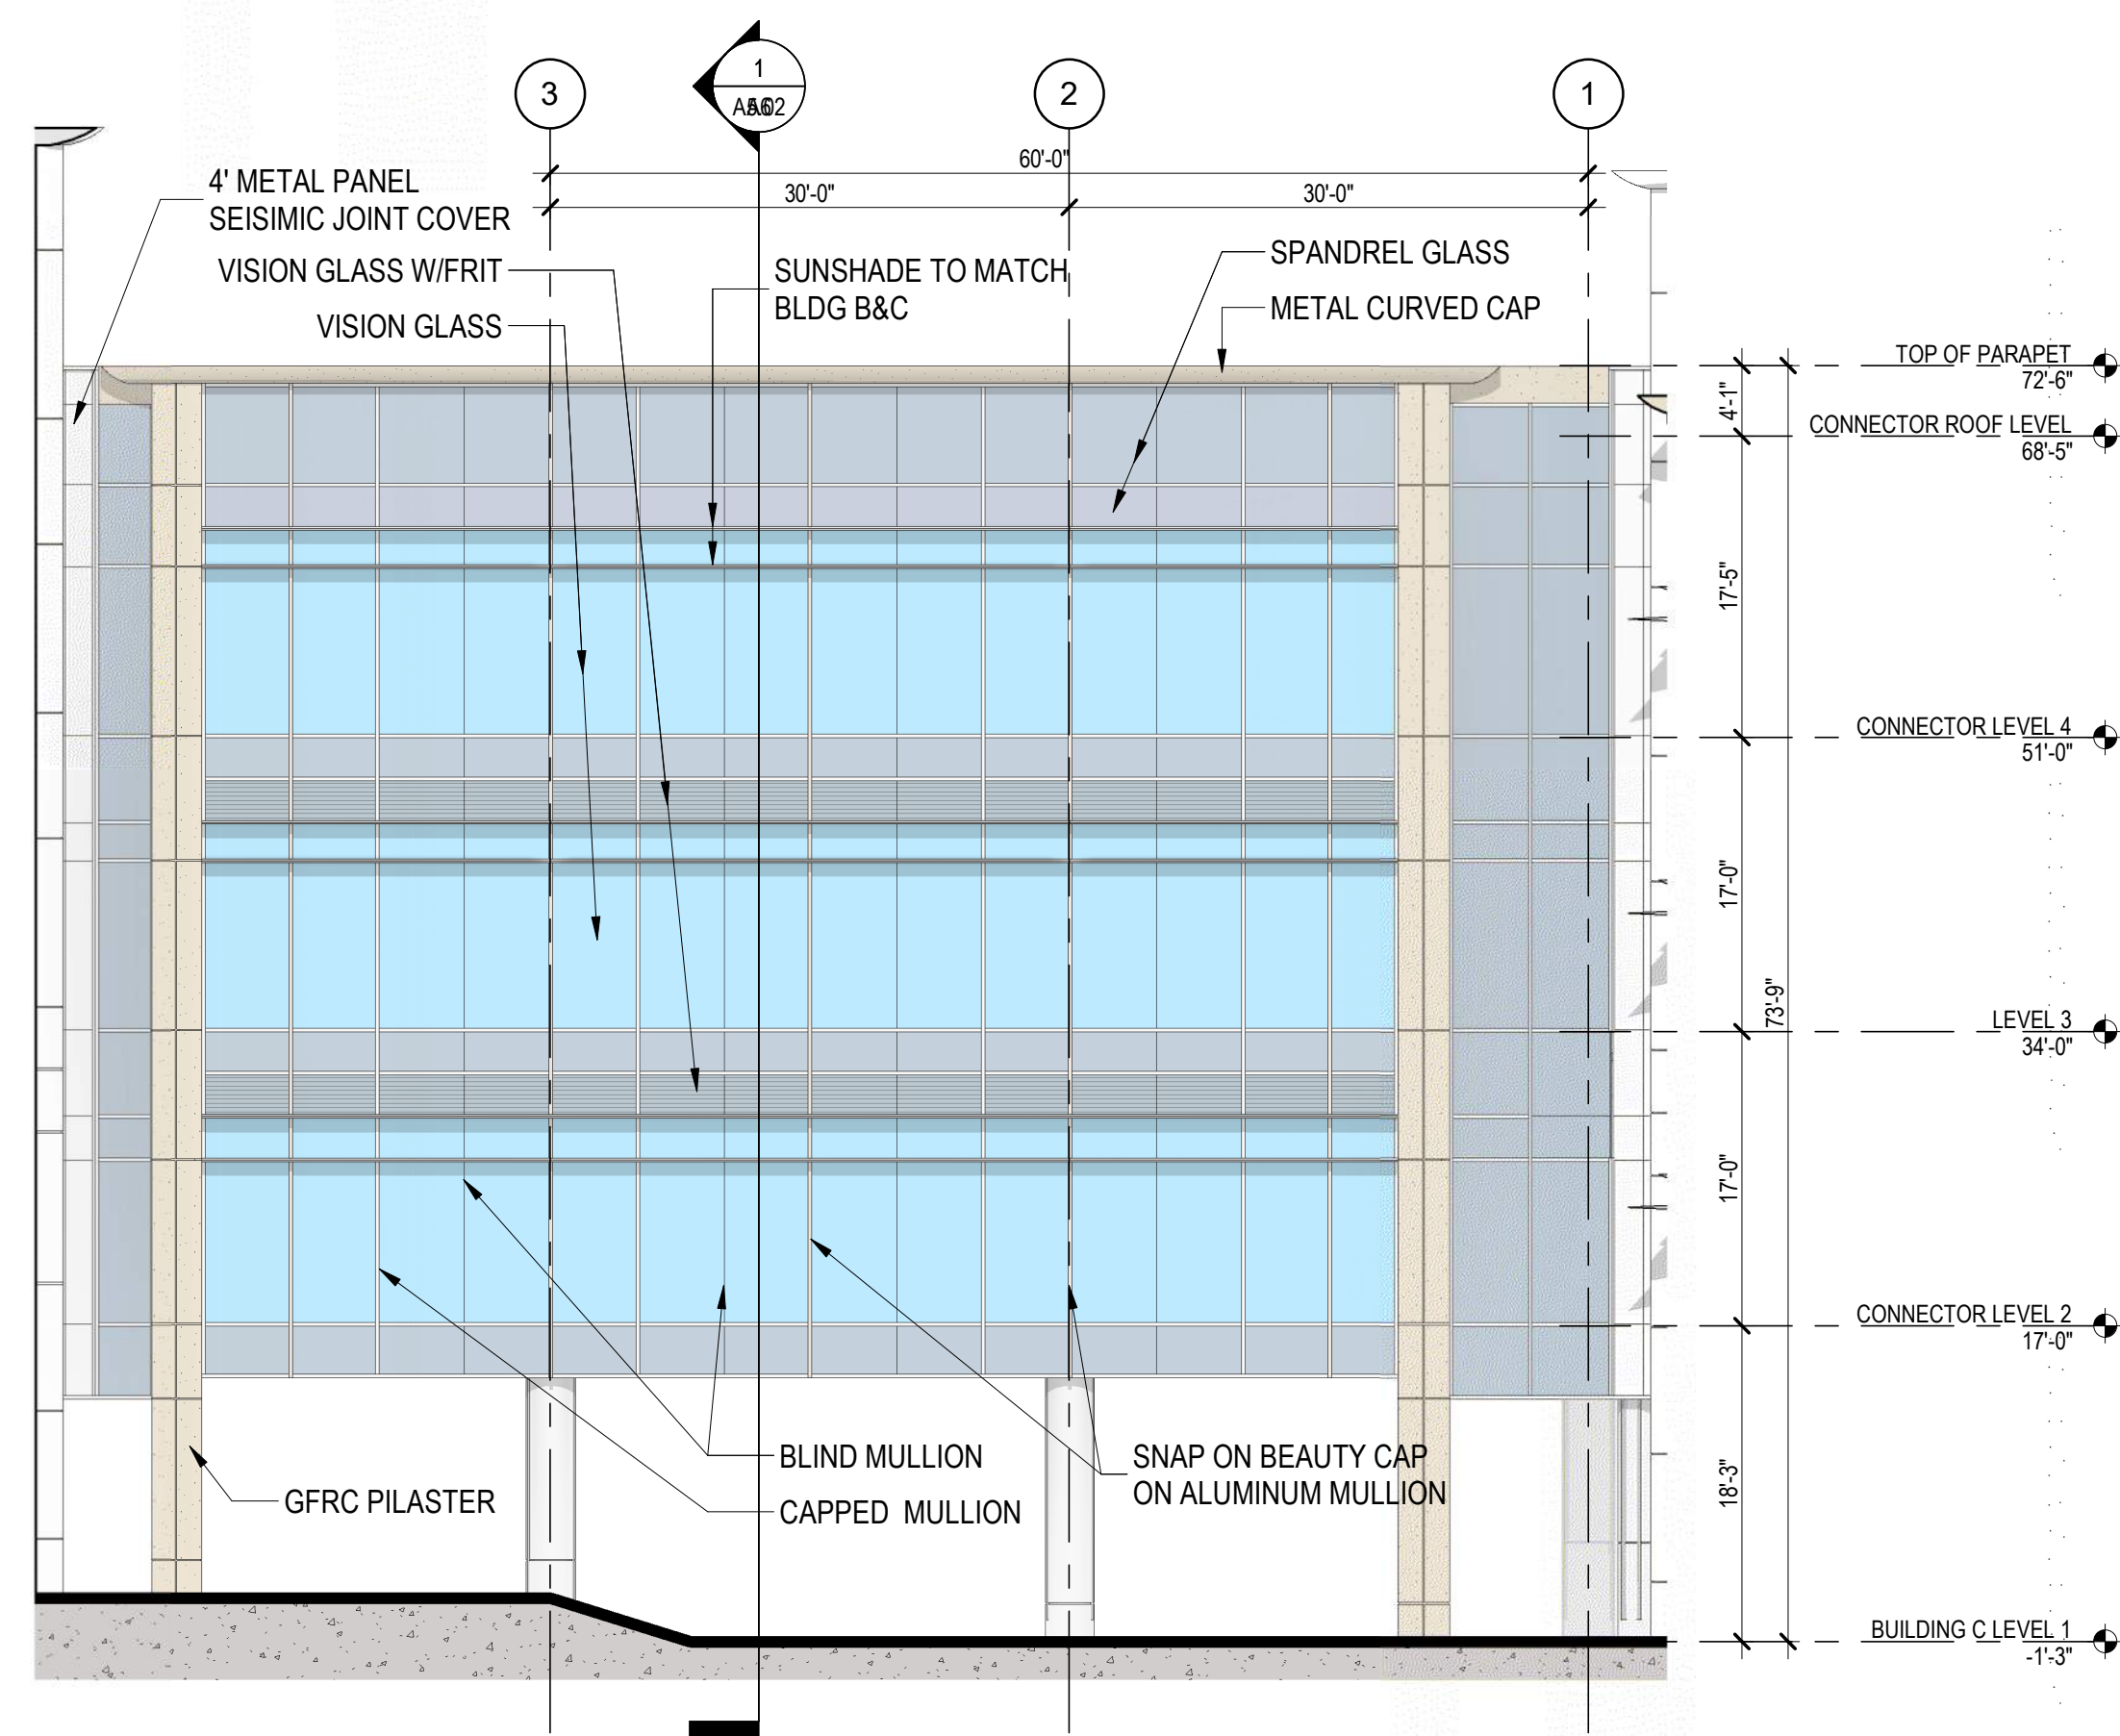 3
1
2
1
60'-0"
30'-0"
30'-0"
4' METAL PANEL
SEISIMIC JOINT COVER
VISION GLASS W/FRIT
VISION GLASS
SUNSHADE TO MATCH
BLDG B&C
SPANDREL GLASS
METAL CURVED CAP
TOP OF PARAPET
72'-6"
4'-1"
CONNECTOR ROOF LEVEL
68'-5"
17'-5"
CONNECTOR LEVEL 4
51'-0"
17'-0"
73'-9"
LEVEL 3
34'-0"
17'-0"
CONNECTOR LEVEL 2
17'-0"
18'-3"
BLIND MULLION
CAPPED MULLION
SNAP ON BEAUTY CAP
ON ALUMINUM MULLION
GFRC PILASTER
BUILDING C LEVEL 1
-1'-3"